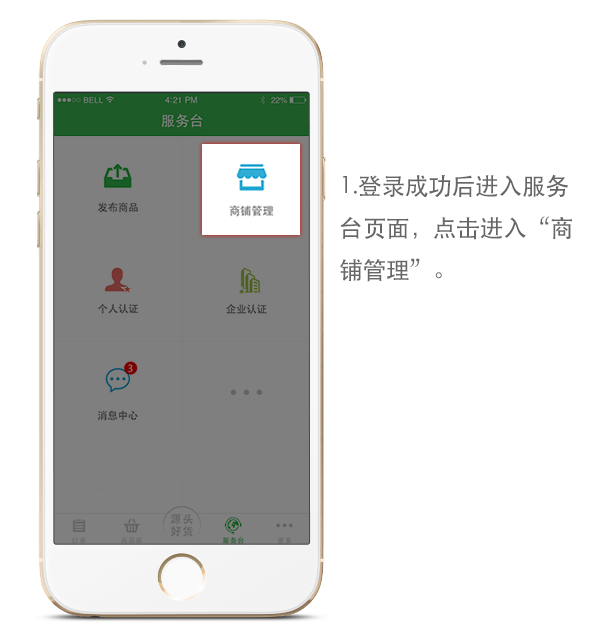 BELL 4:21 PM 22%
服务台
发布商品
商铺管理
个人认证
企业认证
3
消息中心
源头
好货
服务台
更多
1.登录成功后进入服务
台页面，点击进入“商
铺管理”。